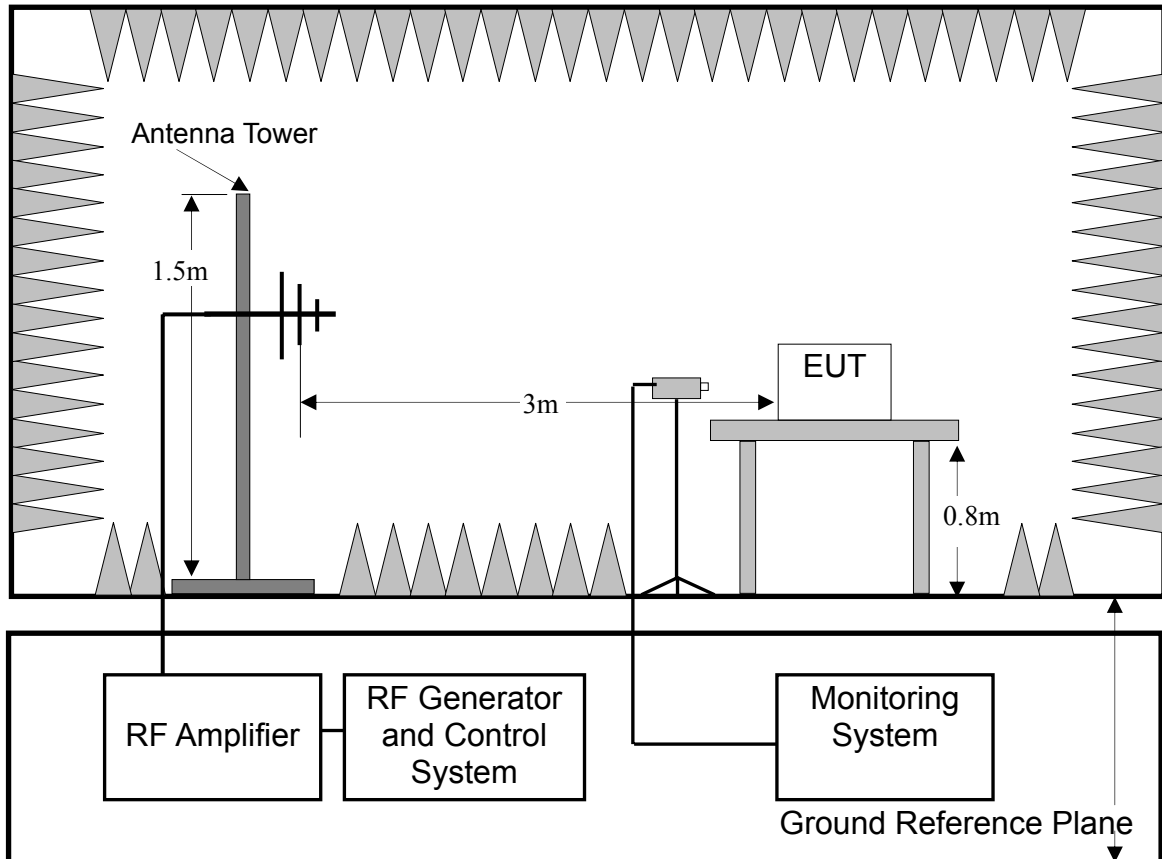 Antenna Tower
1.5m
3m
EUT
0.8m
RF Amplifier
RF Generator
and Control
System
Monitoring
System
Ground Reference Plane